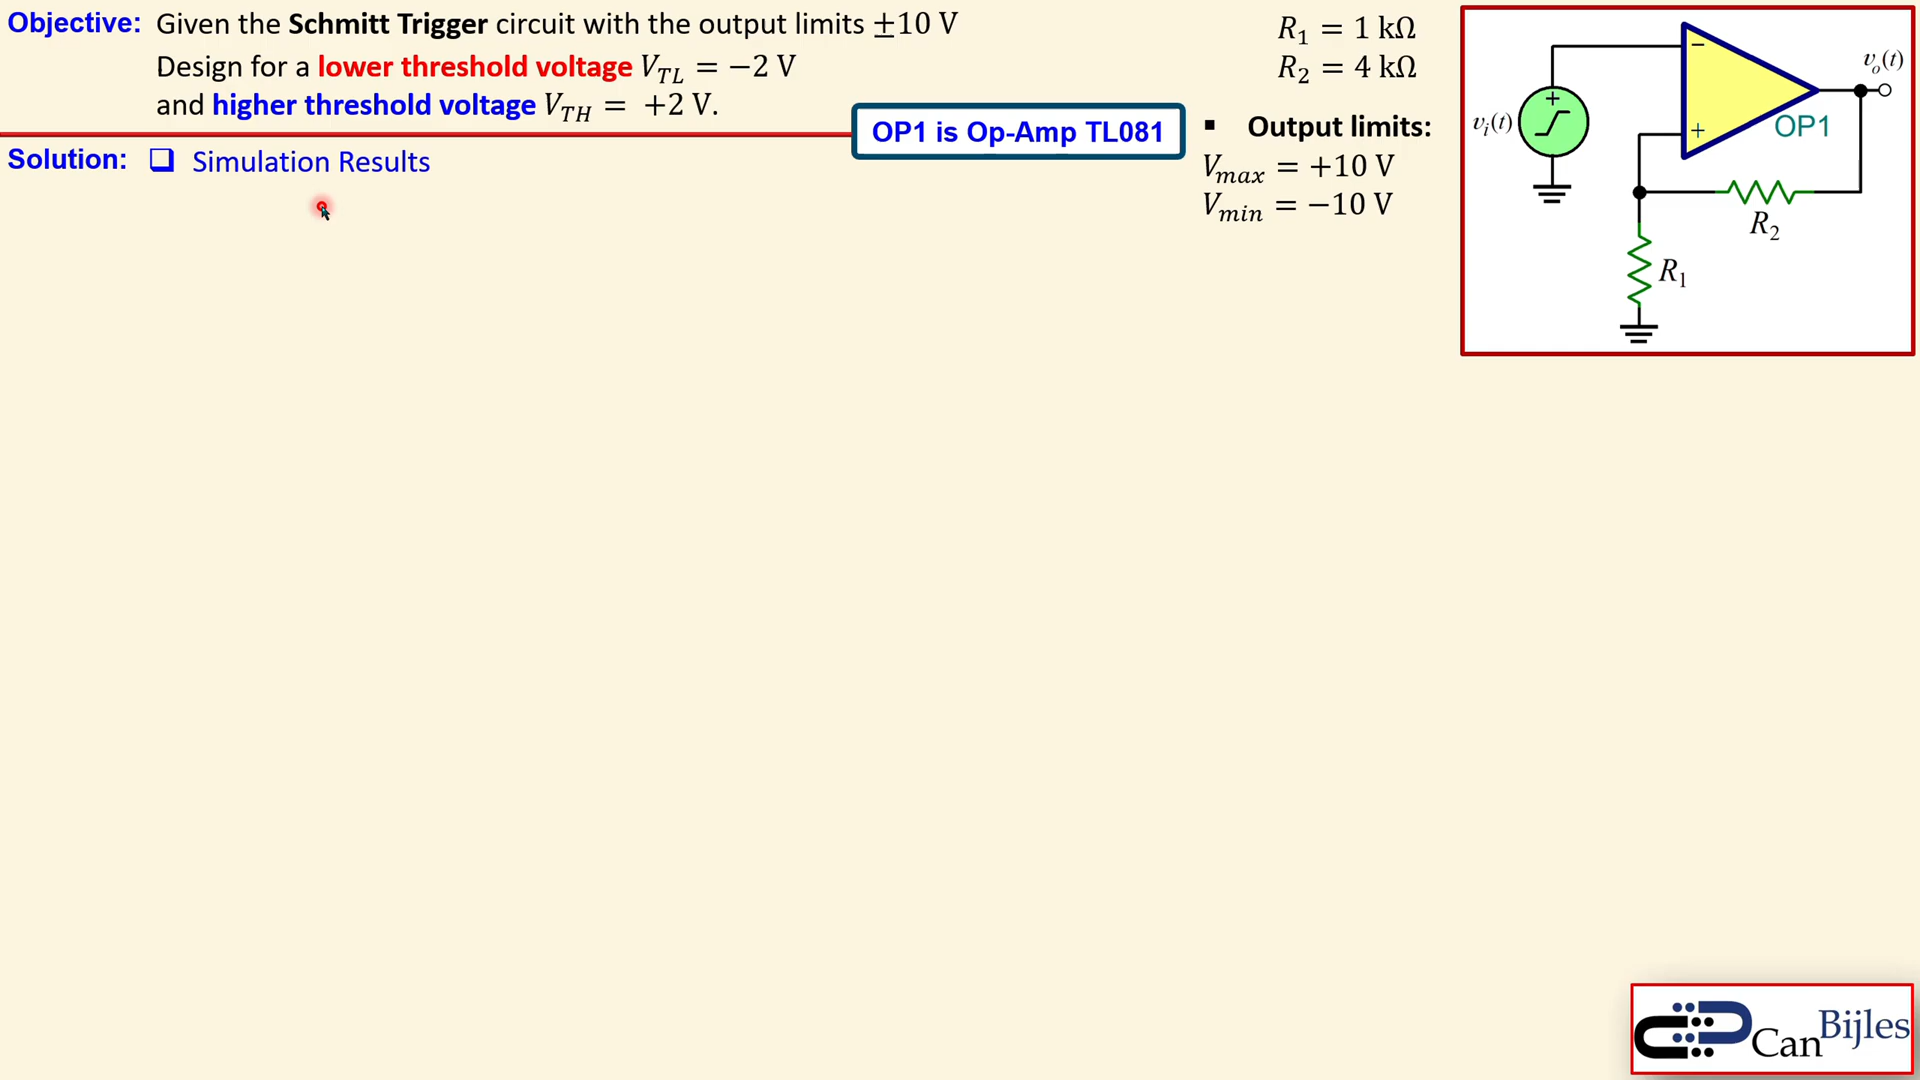 Objective: Given the Schmitt Trigger circuit with the output limits ±10 V
Design for a lower threshold voltage V_TL = −2 V
and higher threshold voltage V_TH = +2 V.
Solution: ❑ Simulation Results
OP1 is Op-Amp TL081
R_1 = 1 kΩ
R_2 = 4 kΩ
▪ Output limits:
V_max = +10 V
V_min = −10 V
v_i(t)
+
−
+
OP1
v_o(t)
R_2
R_1
CanBijles